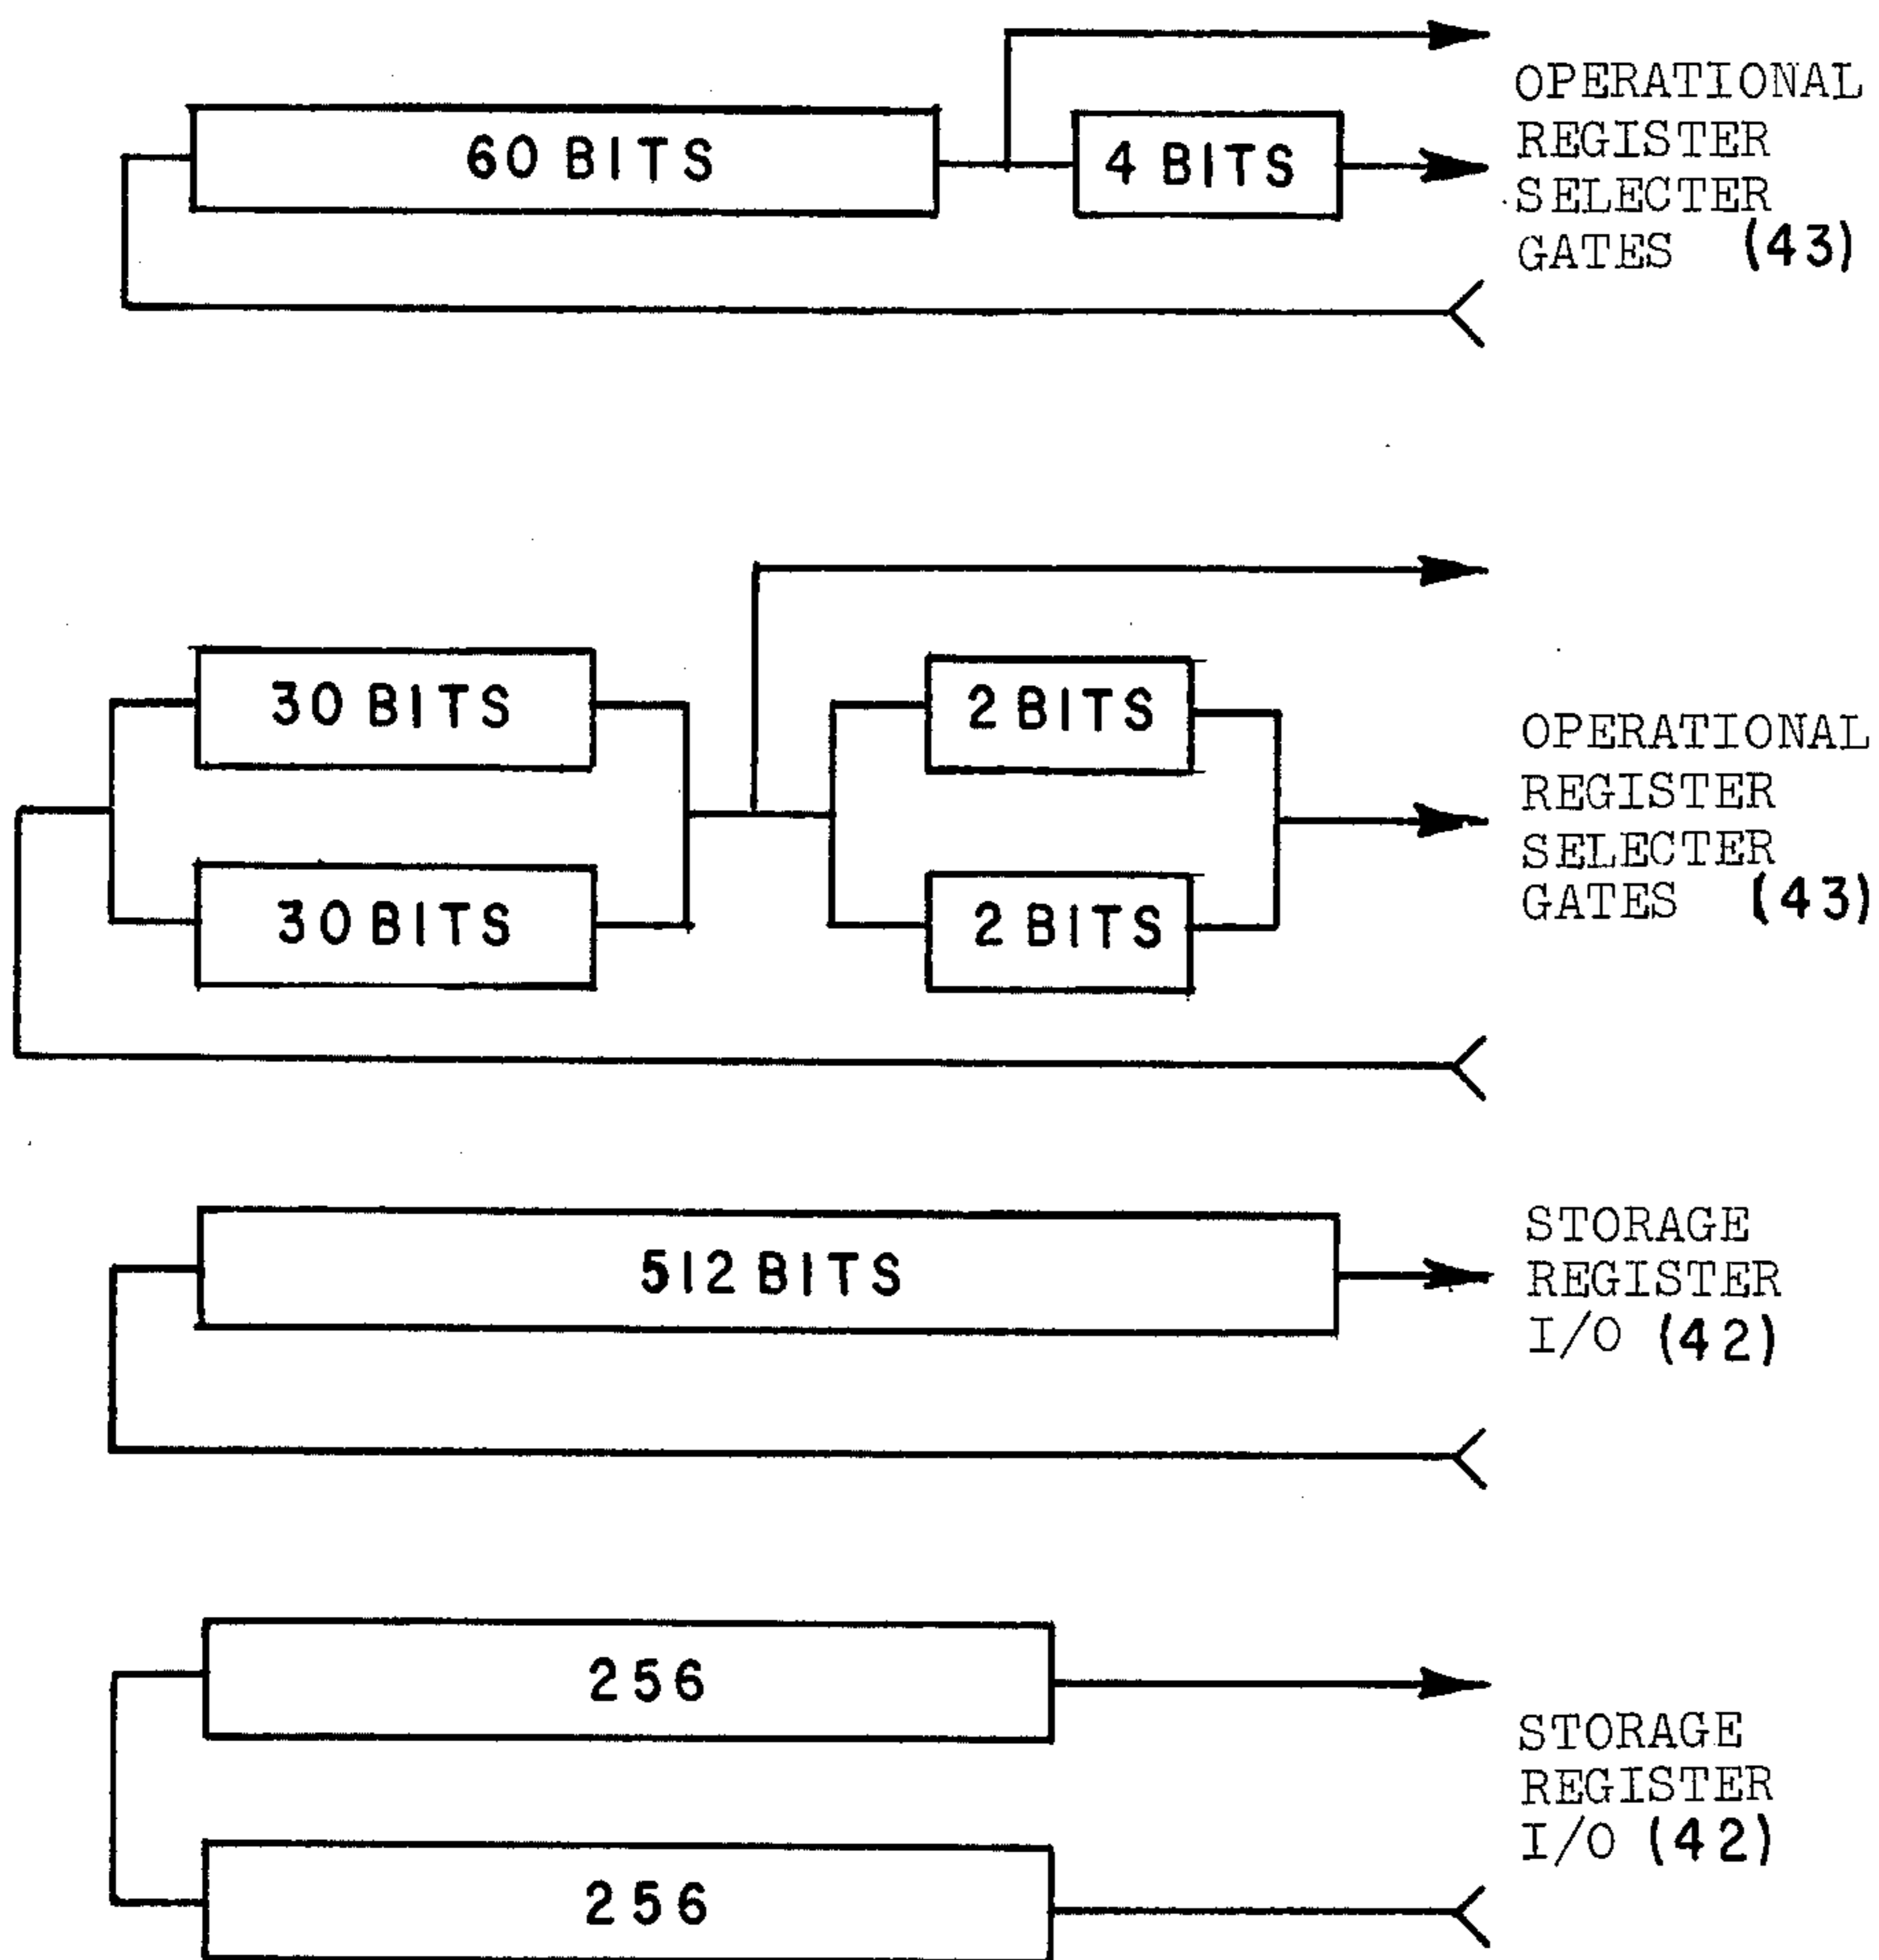 60 BITS
4 BITS
OPERATIONAL
REGISTER
SELECTER
GATES (43)
30 BITS
2 BITS
30 BITS
2 BITS
OPERATIONAL
REGISTER
SELECTER
GATES (43)
512 BITS
STORAGE
REGISTER
I/O (42)
256
STORAGE
REGISTER
I/O (42)
256